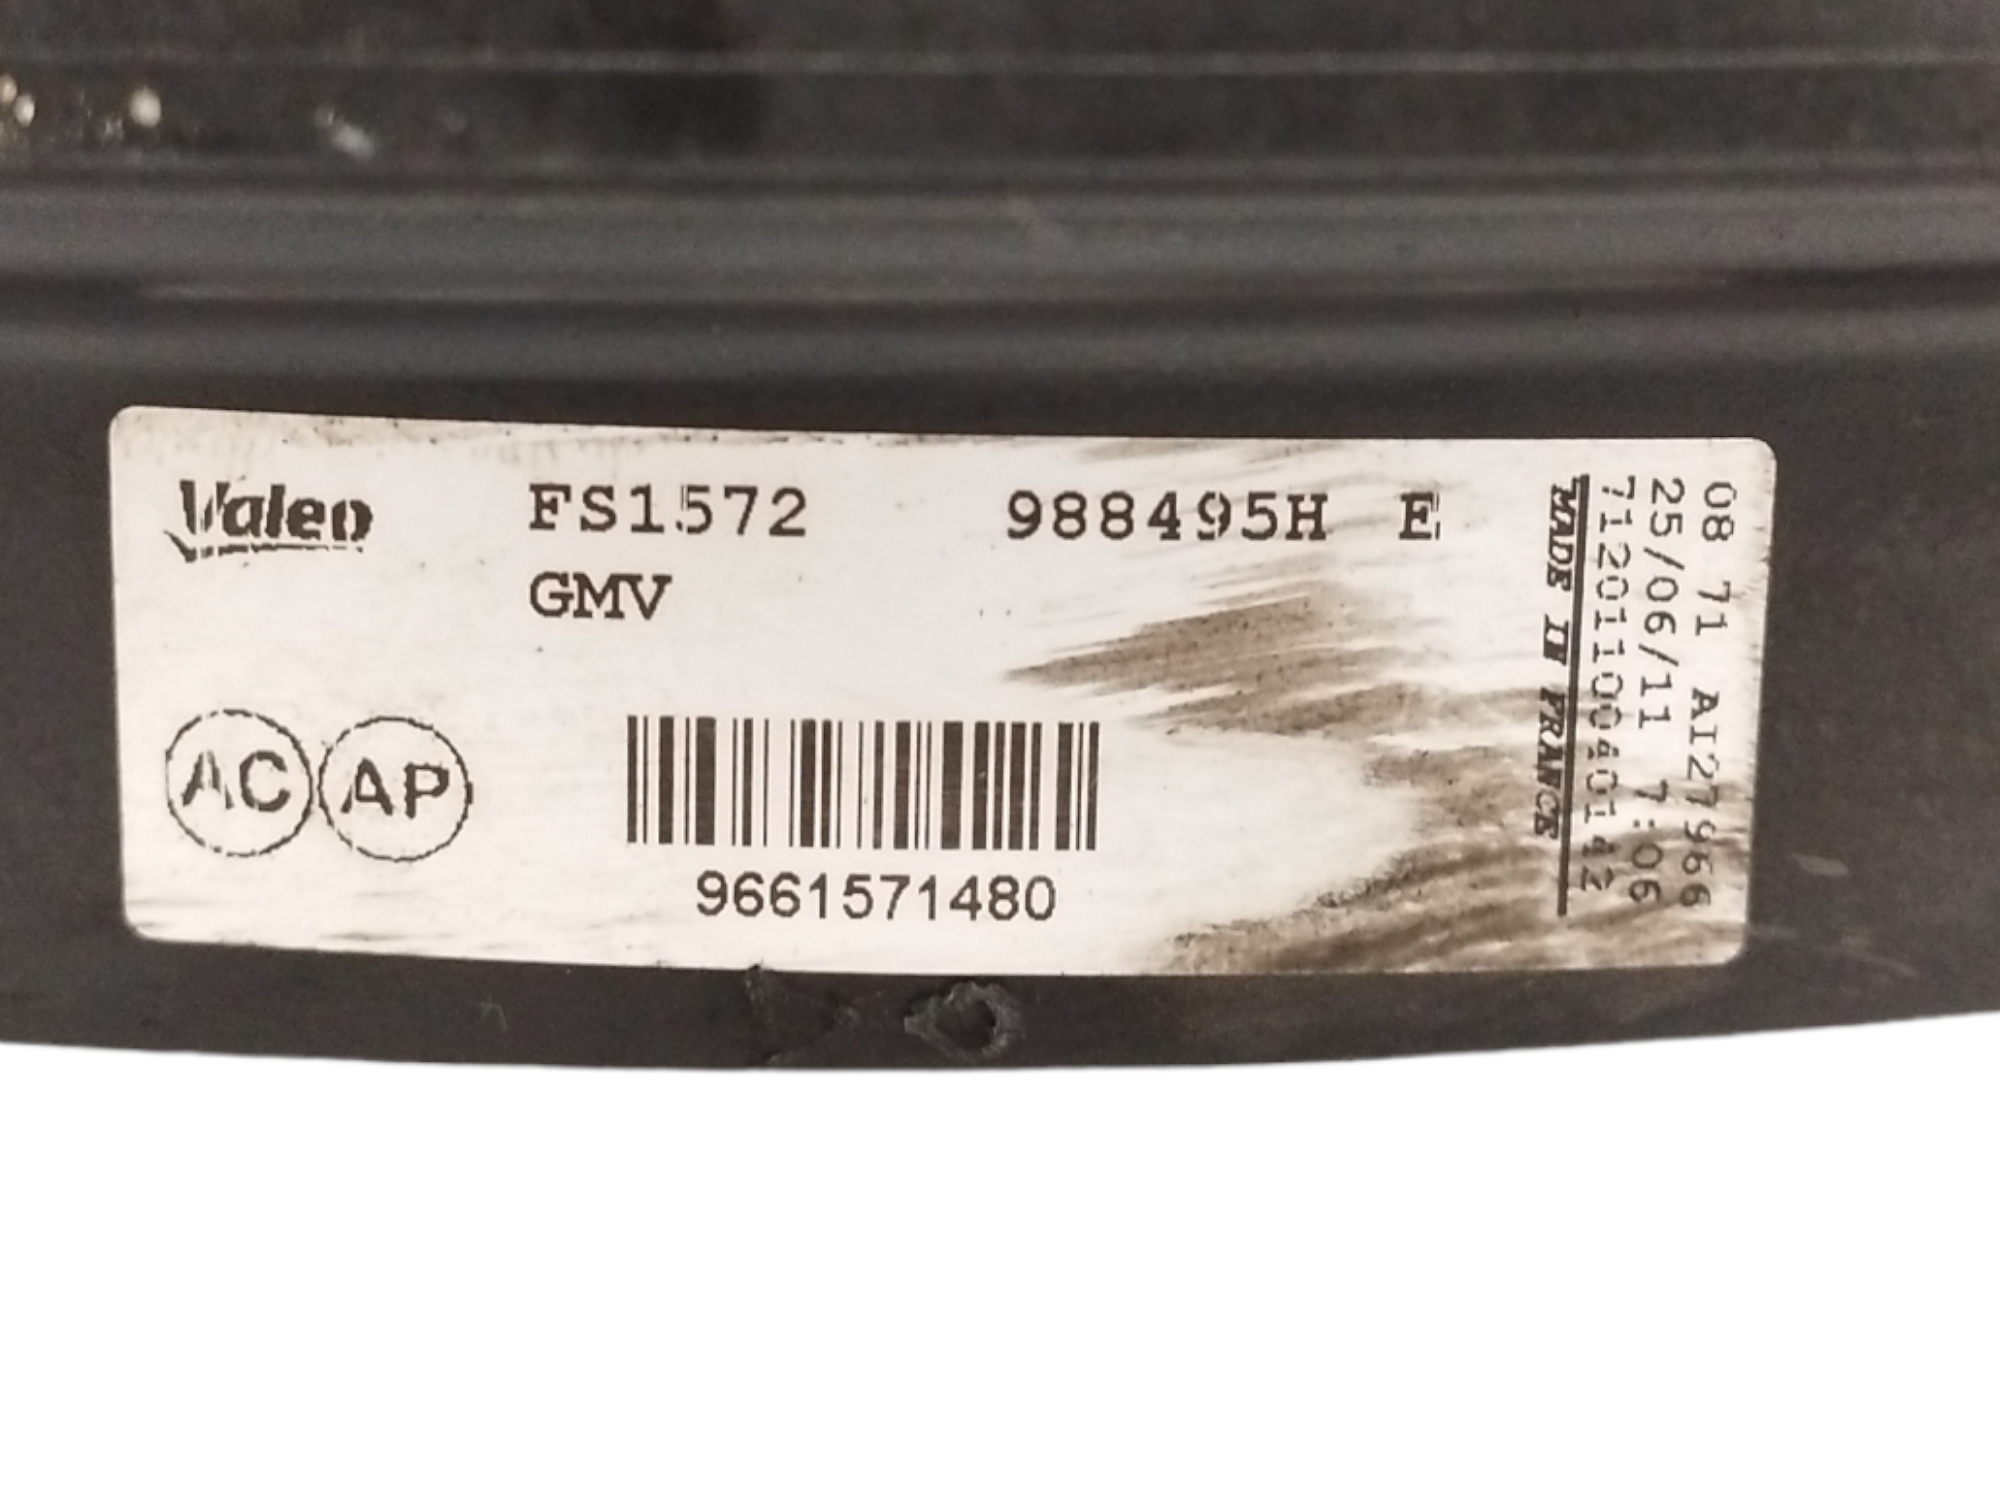 Valeo
FS1572 988495H E
GMV
AC AP
9661571480
08 71 AI27966
25/06/11 7:06
7120110040142
MADE IN FRANCE